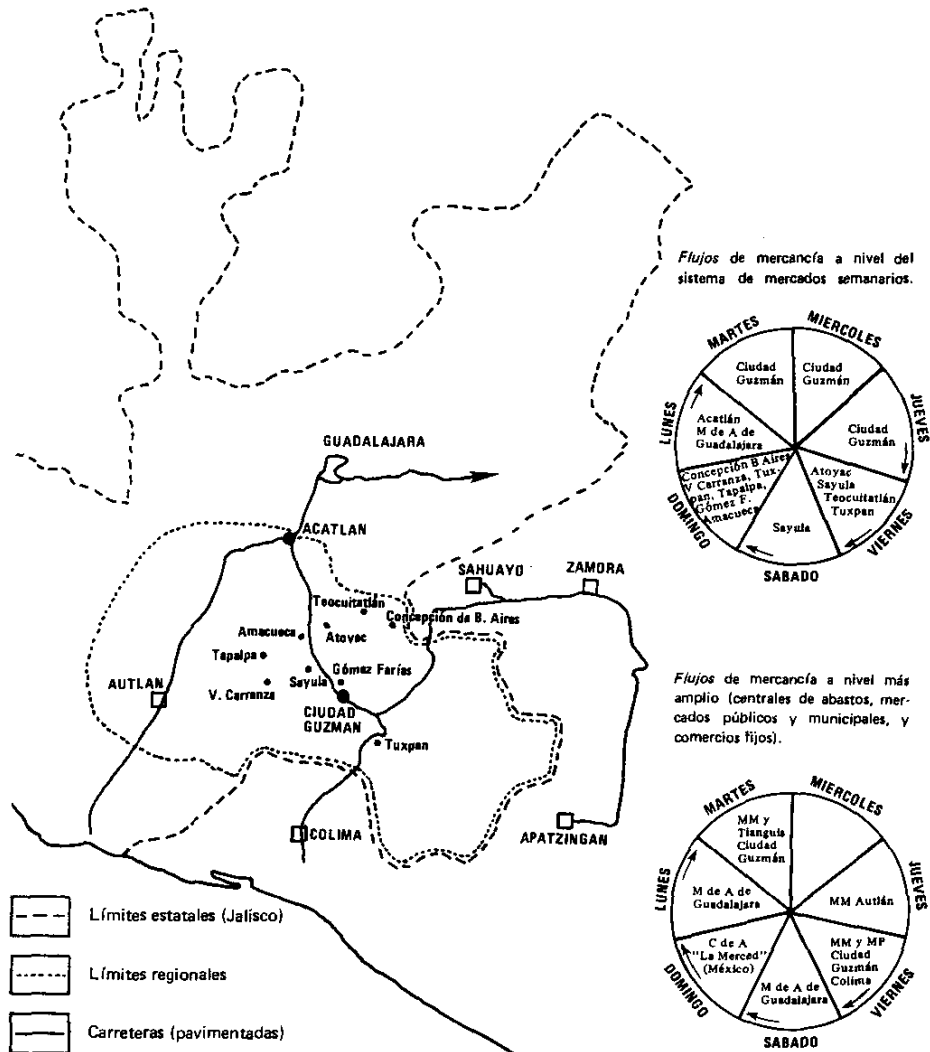 Flujos de mercancía a nivel del
sistema de mercados semanarios.
MARTES
MIERCOLES
Ciudad
Guzmán
Ciudad
Guzmán
LUNES
JUEVES
Acatlán
M de A de
Guadalajara
Ciudad
Guzmán
Concepción B Aires
V Carranza, Tux-
pan, Tapalpa,
Gómez F.
Amacueca
Atoyac
Sayula
Teocuitatlán
Tuxpan
Sayula
DOMINGO
VIERNES
SABADO
GUADALAJARA
ACATLAN
SAHUAYO
ZAMORA
Teocuitatlán
Concepción de B. Aires
Amacueca
Atoyac
Tapalpa
Gómez Farías
AUTLAN
Sayula
V. Carranza
CIUDAD
GUZMAN
Tuxpan
COLIMA
APATZINGAN
Flujos de mercancía a nivel más
amplio (centrales de abastos, mer-
cados públicos y municipales, y
comercios fijos).
MARTES
MIERCOLES
MM y
Tianguis
Ciudad
Guzmán
LUNES
JUEVES
M de A de
Guadalajara
MM Autlán
C de A
"La Merced"
(México)
MM y MP
Ciudad
Guzmán
Colima
M de A de
Guadalajara
DOMINGO
VIERNES
SABADO
Límites estatales (Jalisco)
Límites regionales
Carreteras (pavimentadas)